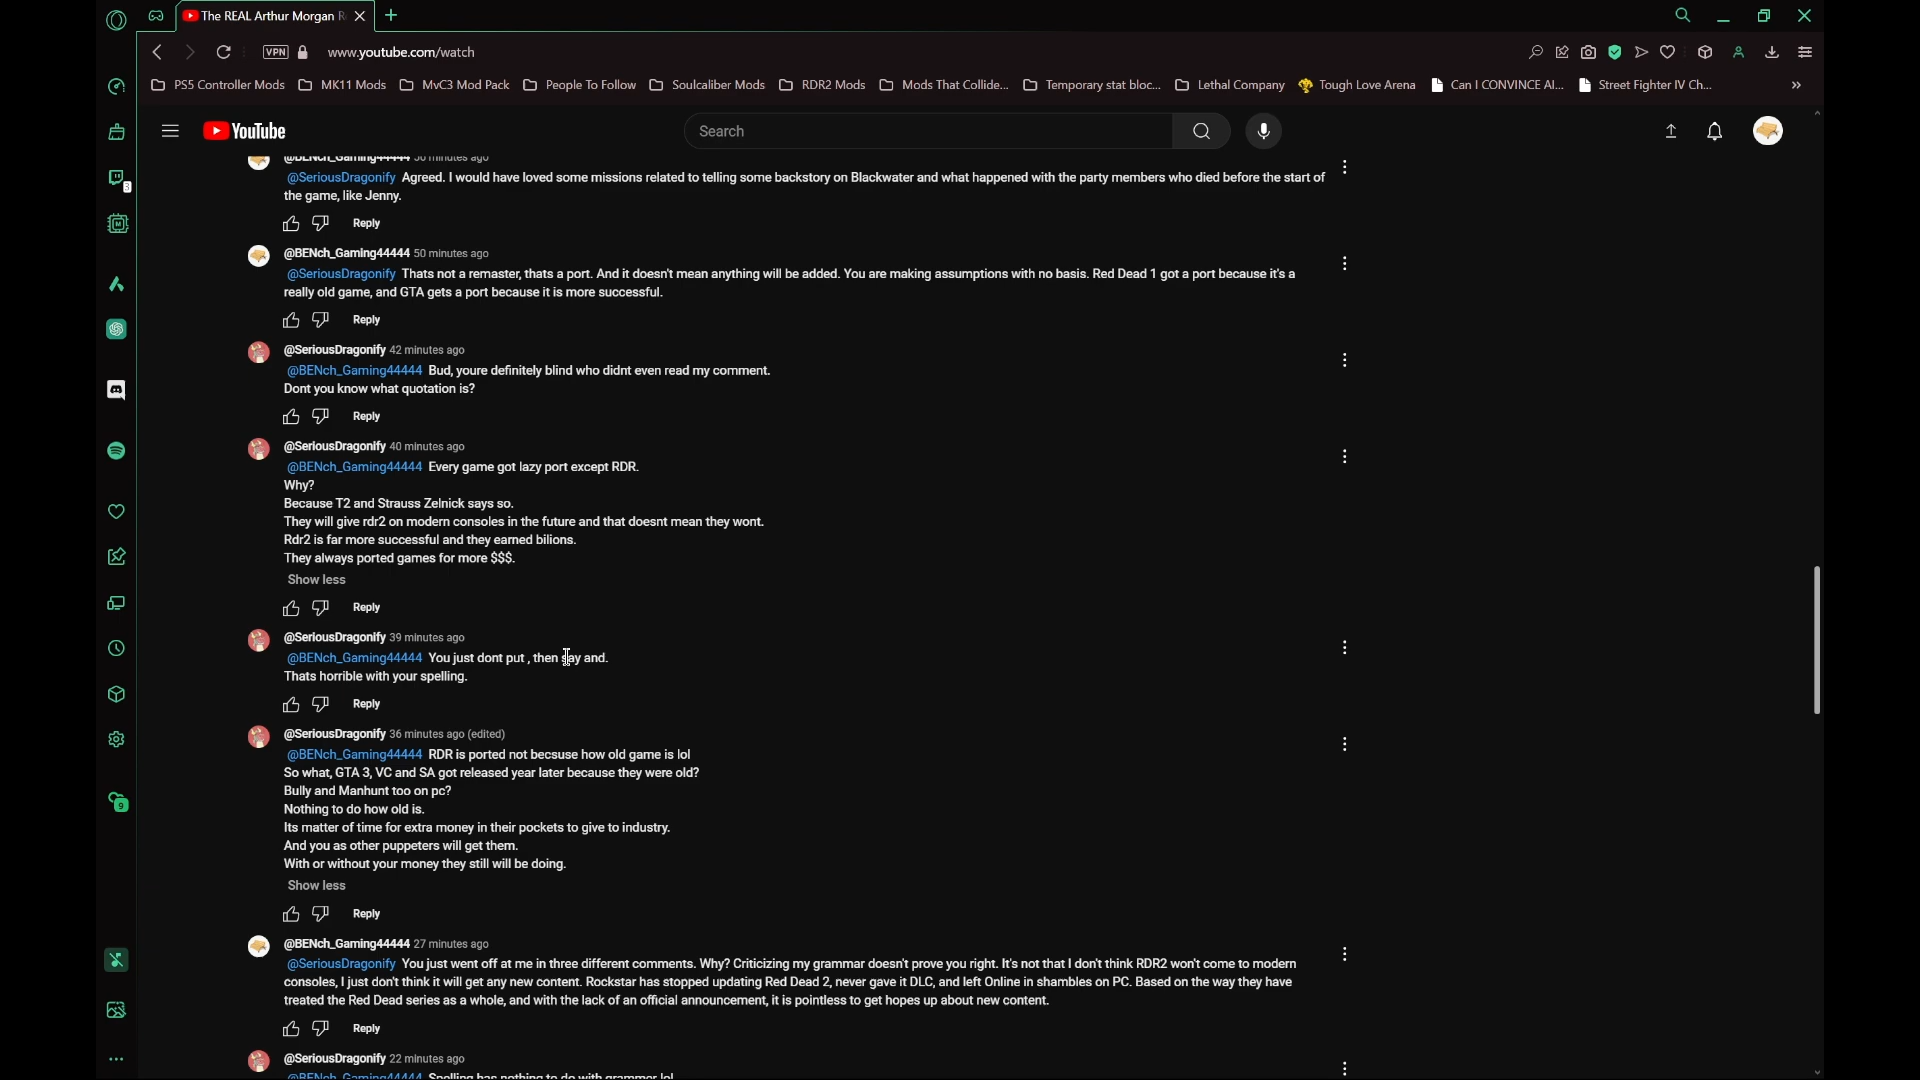 The REAL Arthur Morgan R
VPN
www.youtube.com/watch
PS5 Controller Mods
MK11 Mods
MvC3 Mod Pack
People To Follow
Soulcaliber Mods
RDR2 Mods
Mods That Collide...
Temporary stat bloc...
Lethal Company
Tough Love Arena
Can I CONVINCE AI...
Street Fighter IV Ch...
YouTube
Search
3
9
@BENch_Gaming44444 50 minutes ago
@SeriousDragonify Agreed. I would have loved some missions related to telling some backstory on Blackwater and what happened with the party members who died before the start of
the game, like Jenny.
Reply
@BENch_Gaming44444 50 minutes ago
@SeriousDragonify Thats not a remaster, thats a port. And it doesn't mean anything will be added. You are making assumptions with no basis. Red Dead 1 got a port because it's a
really old game, and GTA gets a port because it is more successful.
Reply
@SeriousDragonify 42 minutes ago
@BENch_Gaming44444 Bud, youre definitely blind who didnt even read my comment.
Dont you know what quotation is?
Reply
@SeriousDragonify 40 minutes ago
@BENch_Gaming44444 Every game got lazy port except RDR.
Why?
Because T2 and Strauss Zelnick says so.
They will give rdr2 on modern consoles in the future and that doesnt mean they wont.
Rdr2 is far more successful and they earned bilions.
They always ported games for more $$$.
Show less
Reply
@SeriousDragonify 39 minutes ago
@BENch_Gaming44444 You just dont put , then say and.
Thats horrible with your spelling.
Reply
@SeriousDragonify 36 minutes ago (edited)
@BENch_Gaming44444 RDR is ported not becsuse how old game is lol
So what, GTA 3, VC and SA got released year later because they were old?
Bully and Manhunt too on pc?
Nothing to do how old is.
Its matter of time for extra money in their pockets to give to industry.
And you as other puppeters will get them.
With or without your money they still will be doing.
Show less
Reply
@BENch_Gaming44444 27 minutes ago
@SeriousDragonify You just went off at me in three different comments. Why? Criticizing my grammar doesn't prove you right. It's not that I don't think RDR2 won't come to modern
consoles, I just don't think it will get any new content. Rockstar has stopped updating Red Dead 2, never gave it DLC, and left Online in shambles on PC. Based on the way they have
treated the Red Dead series as a whole, and with the lack of an official announcement, it is pointless to get hopes up about new content.
Reply
@SeriousDragonify 22 minutes ago
@BENch_Gaming44444 Spelling has nothing to do with grammer lol